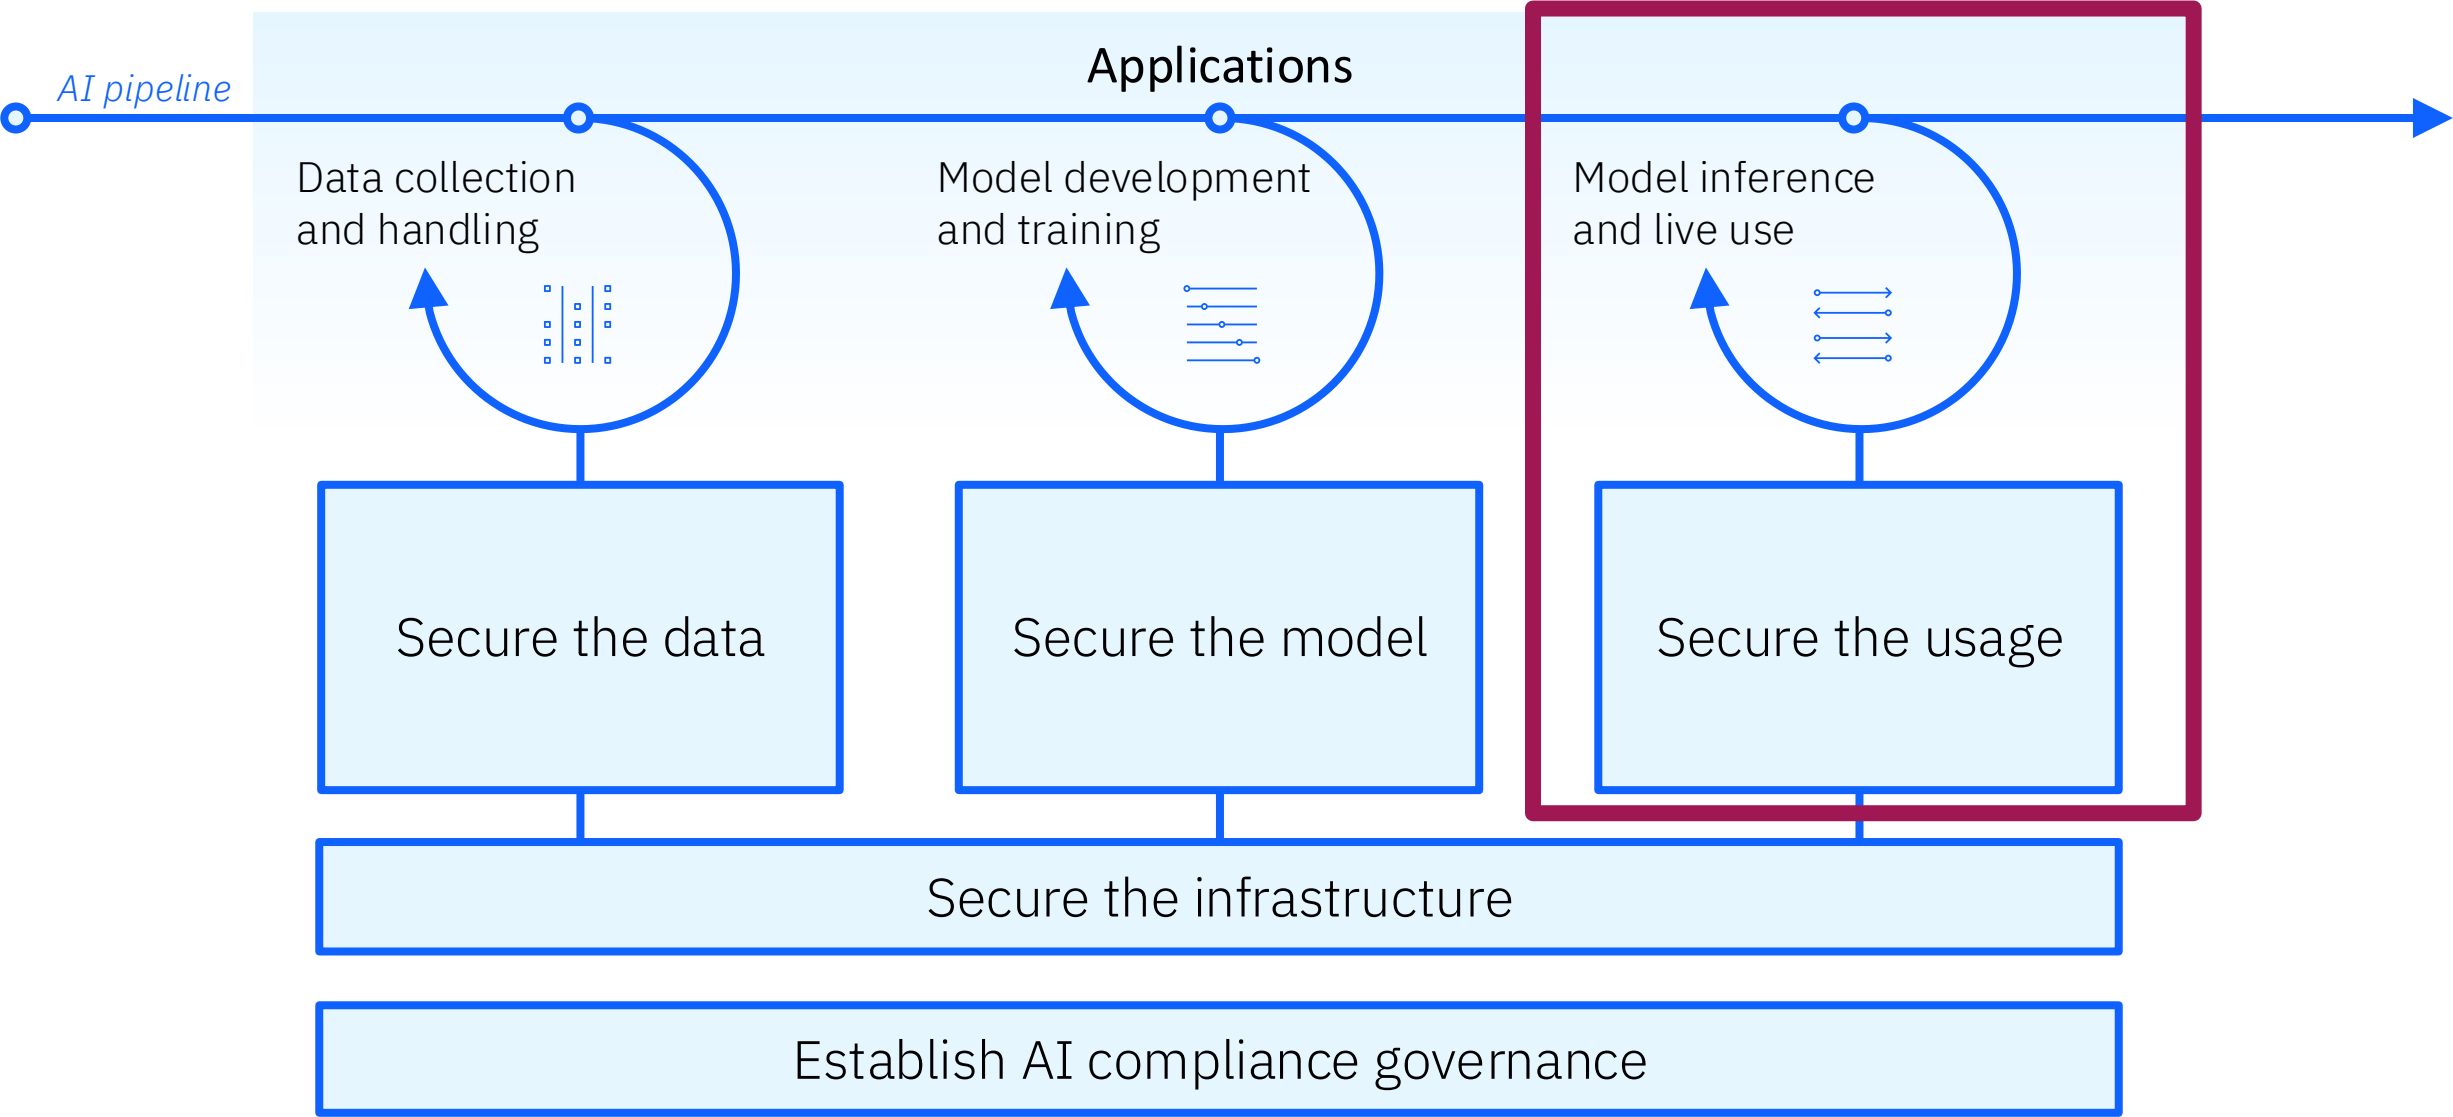 Applications
AI pipeline
Data collection
and handling
Model development
and training
Model inference
and live use
Secure the data
Secure the model
Secure the usage
Secure the infrastructure
Establish AI compliance governance